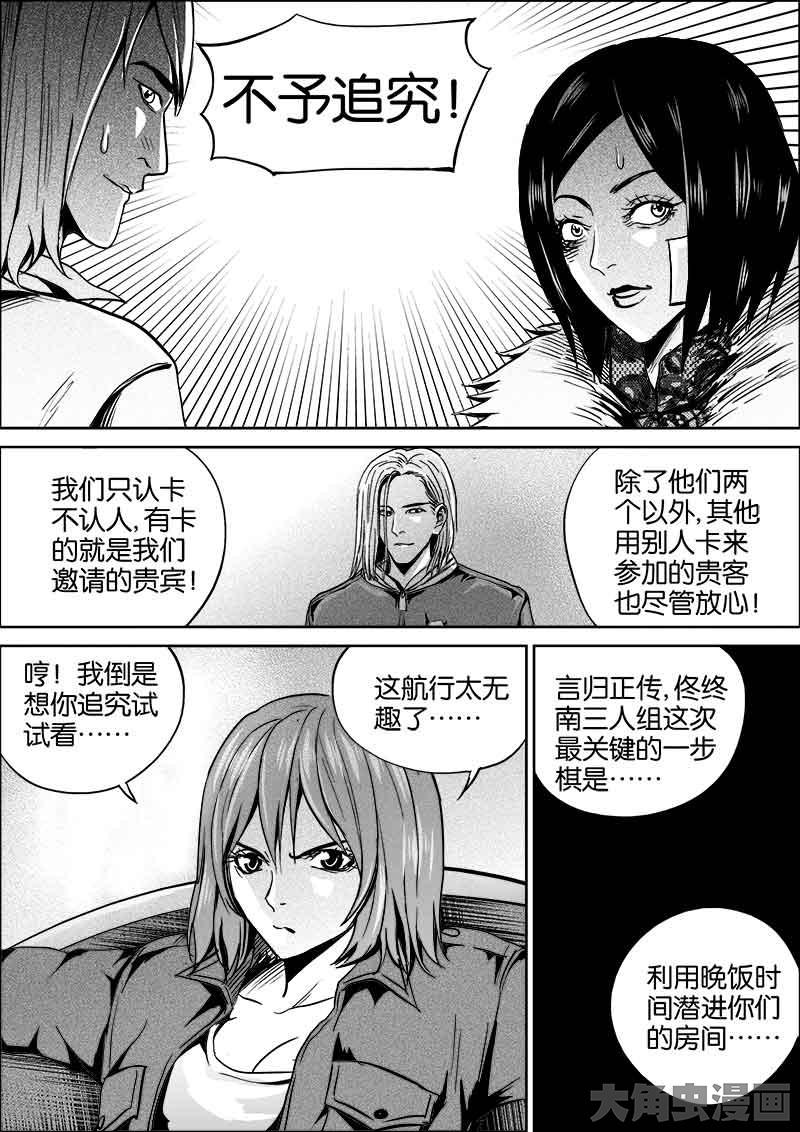 不予追究！
我们只认卡
不认人，有卡
的就是我们
邀请的贵宾！
除了他们两
个以外，其他
用别人卡来
参加的贵客
也尽管放心！
哼！我倒是
想你追究试
试看……
这航行太无
趣了……
言归正传，佟终
南三人组这次
最关键的一步
棋是……
利用晚饭时
间潜进你们
的房间……
大角虫漫画